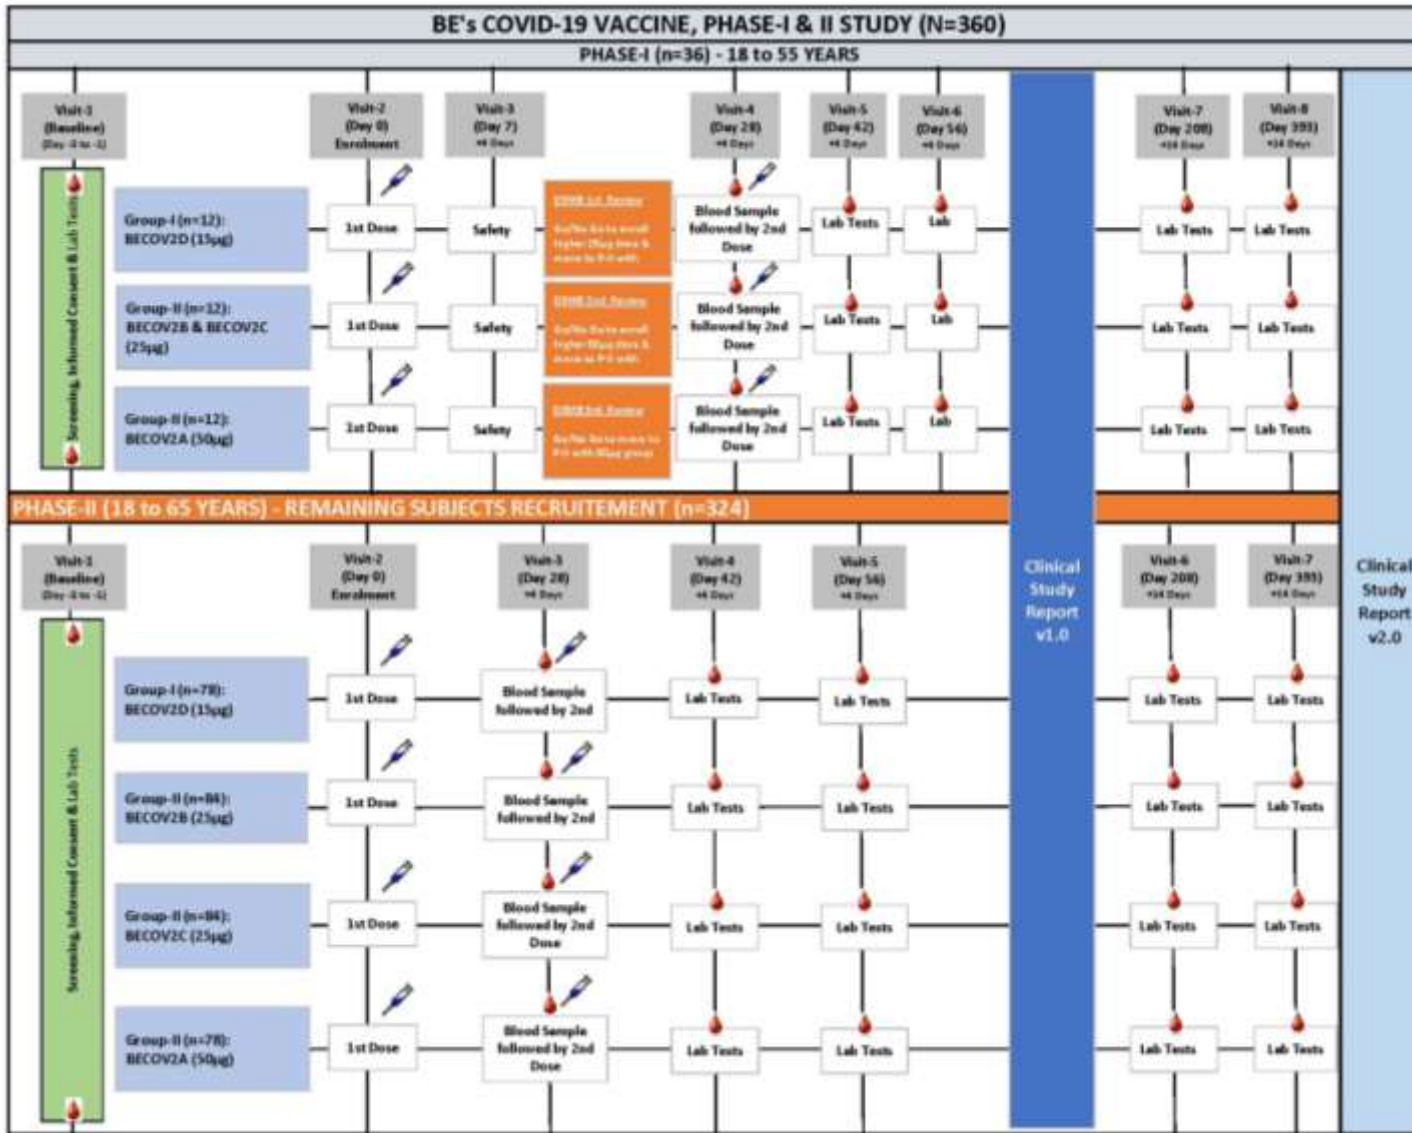 BE's COVID-19 VACCINE, PHASE-I & II STUDY (N=360)
PHASE-I (n=36) - 18 to 55 YEARS
Visit-1
(Baseline)
Visit-2
(Day 0)
Enrolment
Visit-3
(Day 7)
Visit-4
(Day 28)
Visit-5
(Day 42)
Visit-6
(Day 56)
Visit-7
(Day 208)
Visit-8
(Day 393)
Screening, Informed Consent & Lab Tests
Group-I (n=12):
BECOV2D (15µg)
1st Dose
Safety
Review
Blood Sample
followed by 2nd
Dose
Lab Tests
Lab
Lab Tests
Lab Tests
Group-II (n=12):
BECOV2B & BECOV2C
(25µg)
1st Dose
Safety
Review
Blood Sample
followed by 2nd
Dose
Lab Tests
Lab
Lab Tests
Lab Tests
Group-II (n=12):
BECOV2A (50µg)
1st Dose
Safety
Review
Blood Sample
followed by 2nd
Dose
Lab Tests
Lab
Lab Tests
Lab Tests
PHASE-II (18 to 65 YEARS) - REMAINING SUBJECTS RECRUITEMENT (n=324)
Visit-1
(Baseline)
Visit-2
(Day 0)
Enrolment
Visit-3
(Day 28)
Visit-4
(Day 42)
Visit-5
(Day 56)
Clinical
Study
Report
v1.0
Visit-6
(Day 208)
Visit-7
(Day 393)
Clinical
Study
Report
v2.0
Screening, Informed Consent & Lab Tests
Group-I (n=78):
BECOV2D (15µg)
1st Dose
Blood Sample
followed by 2nd
Lab Tests
Lab Tests
Lab Tests
Lab Tests
Group-II (n=84):
BECOV2B (25µg)
1st Dose
Blood Sample
followed by 2nd
Lab Tests
Lab Tests
Lab Tests
Lab Tests
Group-II (n=84):
BECOV2C (25µg)
1st Dose
Blood Sample
followed by 2nd
Dose
Lab Tests
Lab Tests
Lab Tests
Lab Tests
Group-II (n=78):
BECOV2A (50µg)
1st Dose
Blood Sample
followed by 2nd
Dose
Lab Tests
Lab Tests
Lab Tests
Lab Tests